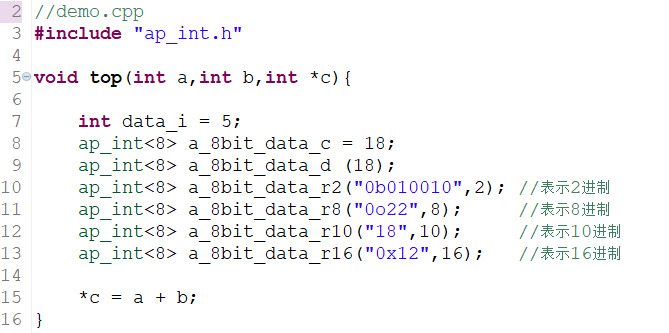 2 //demo.cpp
3 #include "ap_int.h"
4
5 void top(int a,int b,int *c){
6
7     int data_i = 5;
8     ap_int<8> a_8bit_data_c = 18;
9     ap_int<8> a_8bit_data_d (18);
10     ap_int<8> a_8bit_data_r2("0b010010",2); //表示2进制
11     ap_int<8> a_8bit_data_r8("0o22",8);     //表示8进制
12     ap_int<8> a_8bit_data_r10("18",10);     //表示10进制
13     ap_int<8> a_8bit_data_r16("0x12",16);   //表示16进制
14
15     *c = a + b;
16 }